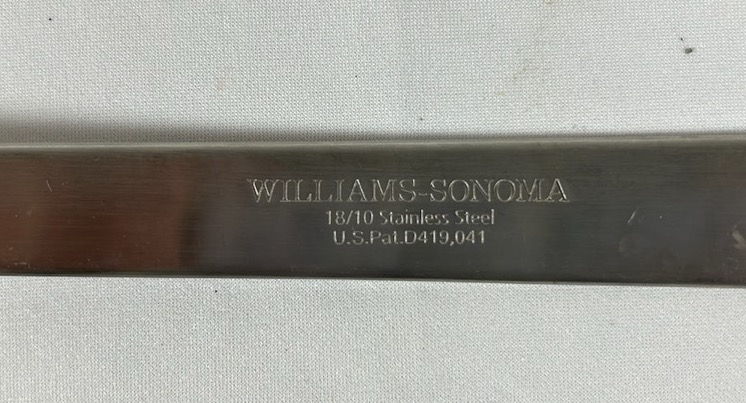 WILLIAMS-SONOMA
18/10 Stainless Steel
U.S.Pat.D419,041